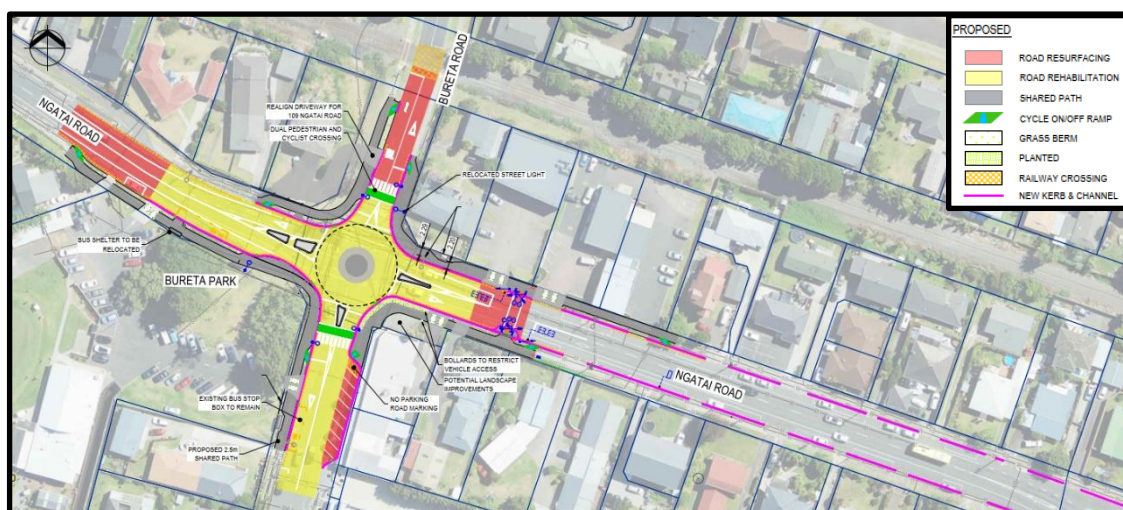 PROPOSED
ROAD RESURFACING
ROAD REHABILITATION
SHARED PATH
CYCLE ON/OFF RAMP
GRASS BERM
PLANTED
RAILWAY CROSSING
NEW KERB & CHANNEL
BURETA ROAD
NGATAI ROAD
REALIGN DRIVEWAY FOR
109 NGATAI ROAD
DUAL PEDESTRIAN AND
CYCLIST CROSSING
RELOCATED STREET LIGHT
BUS SHELTER TO BE
RELOCATED
BURETA PARK
BOLLARDS TO RESTRICT
VEHICLE ACCESS
POTENTIAL LANDSCAPE
IMPROVEMENTS
NO PARKING
ROAD MARKING
EXISTING BUS STOP
BOX TO REMAIN
PROPOSED 2.5m
SHARED PATH
NGATAI ROAD